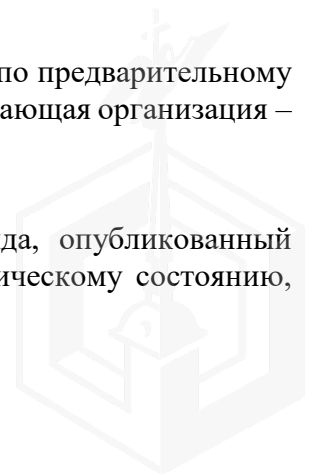 по предварительному
ающая организация –
да, опубликованный
ическому состоянию,